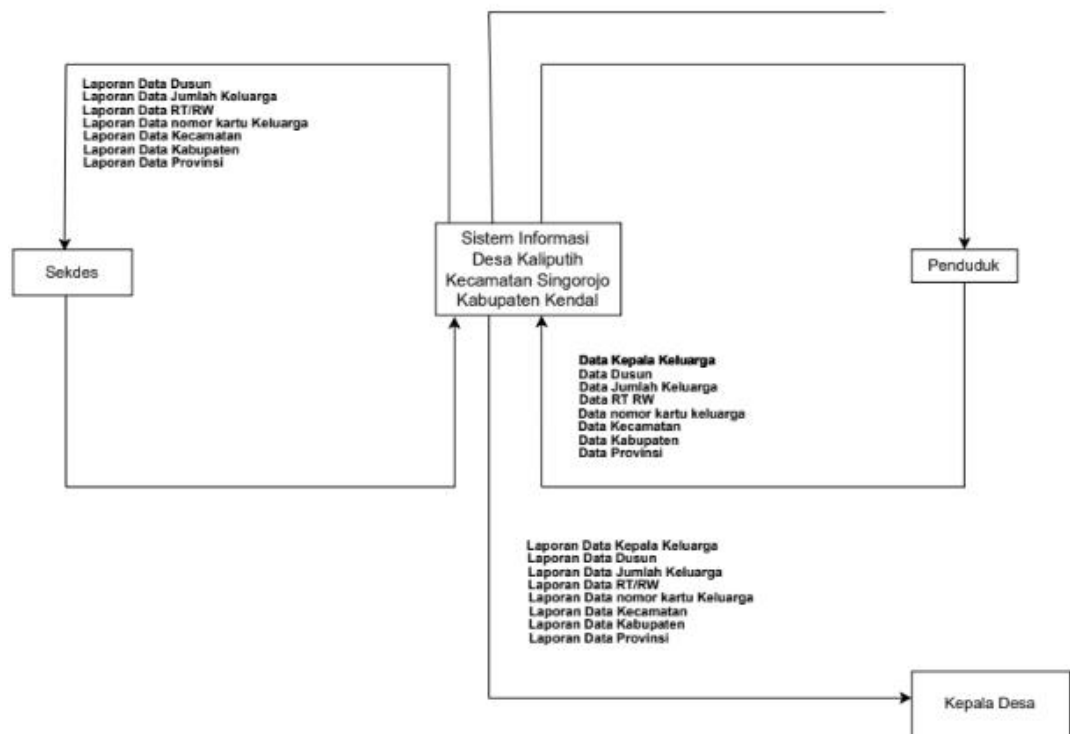 Laporan Data Dusun
Laporan Data Jumlah Keluarga
Laporan Data RT/RW
Laporan Data nomor kartu Keluarga
Laporan Data Kecamatan
Laporan Data Kabupaten
Laporan Data Provinsi
Sekdes
Sistem Informasi
Desa Kaliputih
Kecamatan Singorojo
Kabupaten Kendal
Penduduk
Data Kepala Keluarga
Data Dusun
Data Jumlah Keluarga
Data RT RW
Data nomor kartu keluarga
Data Kecamatan
Data Kabupaten
Data Provinsi
Laporan Data Kepala Keluarga
Laporan Data Dusun
Laporan Data Jumlah Keluarga
Laporan Data RT/RW
Laporan Data nomor kartu Keluarga
Laporan Data Kecamatan
Laporan Data Kabupaten
Laporan Data Provinsi
Kepala Desa